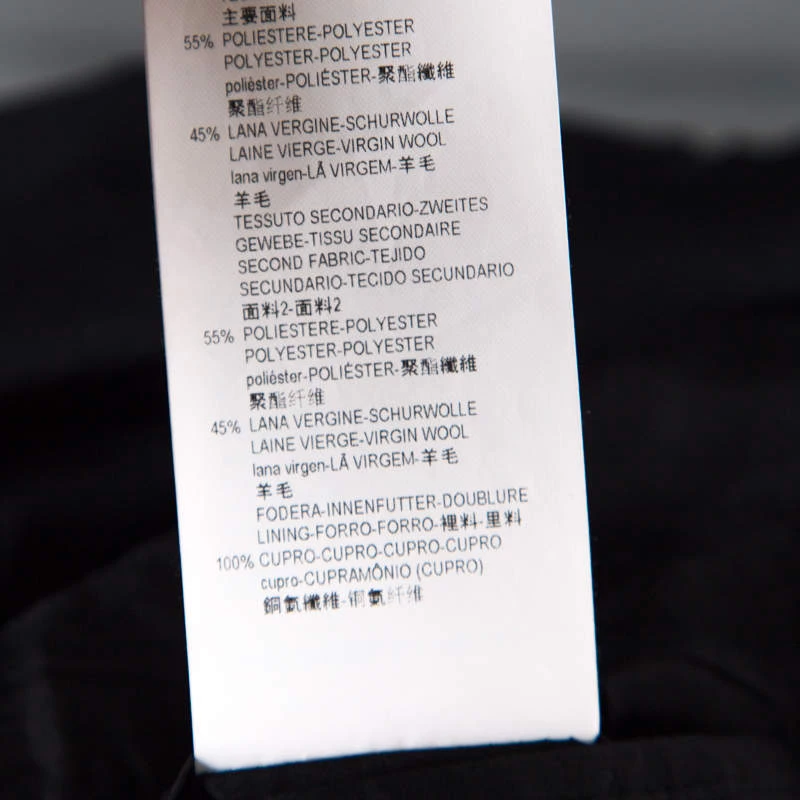 主要面料
55% POLIESTERE-POLYESTER
POLYESTER-POLYESTER
poliéster-POLIÉSTER-聚酯纖維
聚酯纤维
45% LANA VERGINE-SCHURWOLLE
LAINE VIERGE-VIRGIN WOOL
lana virgen-LÃ VIRGEM-羊毛
羊毛
TESSUTO SECONDARIO-ZWEITES
GEWEBE-TISSU SECONDAIRE
SECOND FABRIC-TEJIDO
SECUNDARIO-TECIDO SECUNDARIO
面料2-面料2
55% POLIESTERE-POLYESTER
POLYESTER-POLYESTER
poliéster-POLIÉSTER-聚酯纖維
聚酯纤维
45% LANA VERGINE-SCHURWOLLE
LAINE VIERGE-VIRGIN WOOL
lana virgen-LÃ VIRGEM-羊毛
羊毛
FODERA-INNENFUTTER-DOUBLURE
LINING-FORRO-FORRO-裡料-里料
100% CUPRO-CUPRO-CUPRO-CUPRO
cupro-CUPRAMÔNIO (CUPRO)
銅氨纖維-铜氨纤维